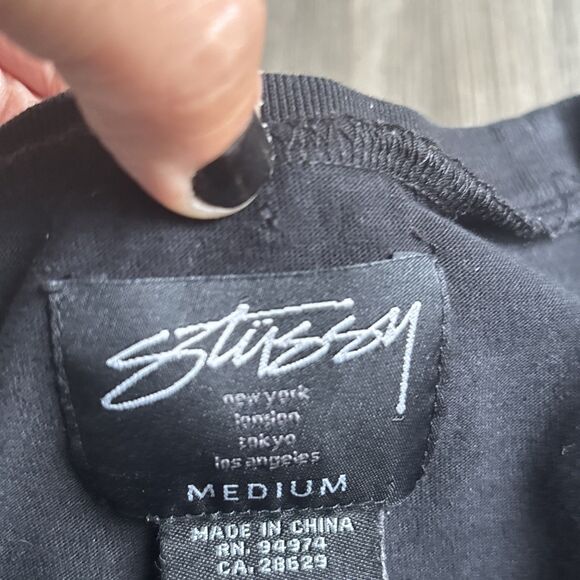 Stüssy
new york
london
tokyo
los angeles
MEDIUM
MADE IN CHINA
RN. 94974
CA. 28629